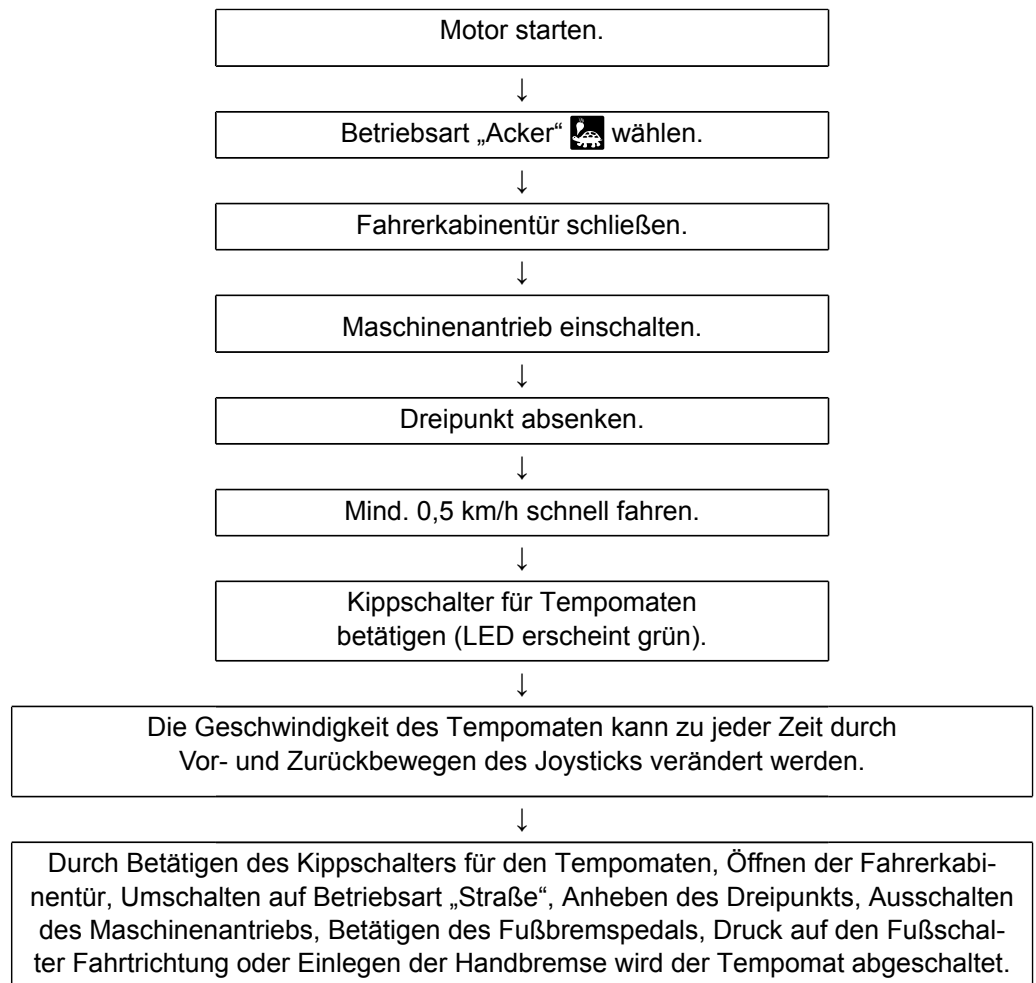 Motor starten.
↓
Betriebsart „Acker“ wählen.
↓
Fahrerkabinentür schließen.
↓
Maschinenantrieb einschalten.
↓
Dreipunkt absenken.
↓
Mind. 0,5 km/h schnell fahren.
↓
Kippschalter für Tempomaten
betätigen (LED erscheint grün).
↓
Die Geschwindigkeit des Tempomaten kann zu jeder Zeit durch
Vor- und Zurückbewegen des Joysticks verändert werden.
↓
Durch Betätigen des Kippschalters für den Tempomaten, Öffnen der Fahrerkabi-
nentür, Umschalten auf Betriebsart „Straße“, Anheben des Dreipunkts, Ausschalten
des Maschinenantriebs, Betätigen des Fußbremspedals, Druck auf den Fußschal-
ter Fahrtrichtung oder Einlegen der Handbremse wird der Tempomat abgeschaltet.